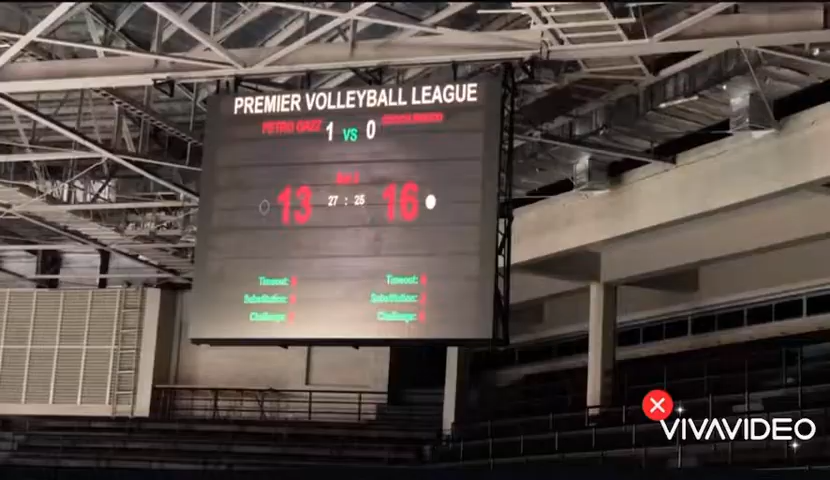 PREMIER VOLLEYBALL LEAGUE
PETRO GAZZ 1 VS 0
13 27 : 25 16
Timeout: Timeout:
Substitution: Substitution:
Challenge: Challenge:
VIVAVIDEO